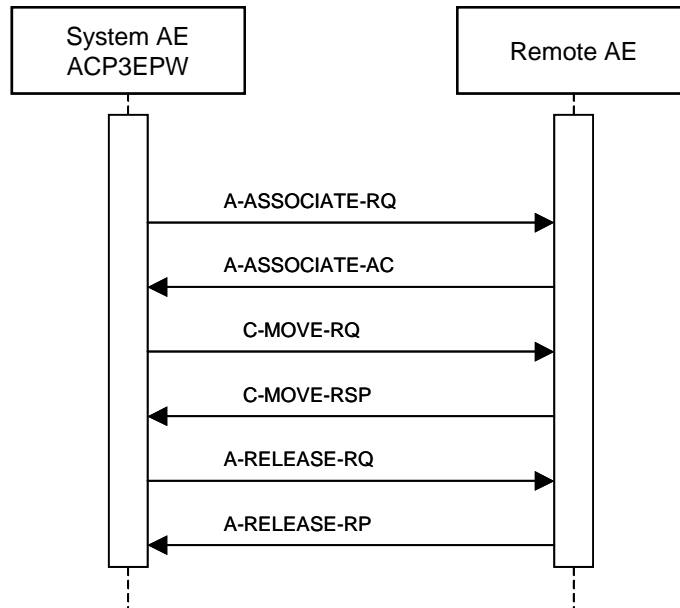 System AE
ACP3EPW
Remote AE
A-ASSOCIATE-RQ
A-ASSOCIATE-AC
C-MOVE-RQ
C-MOVE-RSP
A-RELEASE-RQ
A-RELEASE-RP